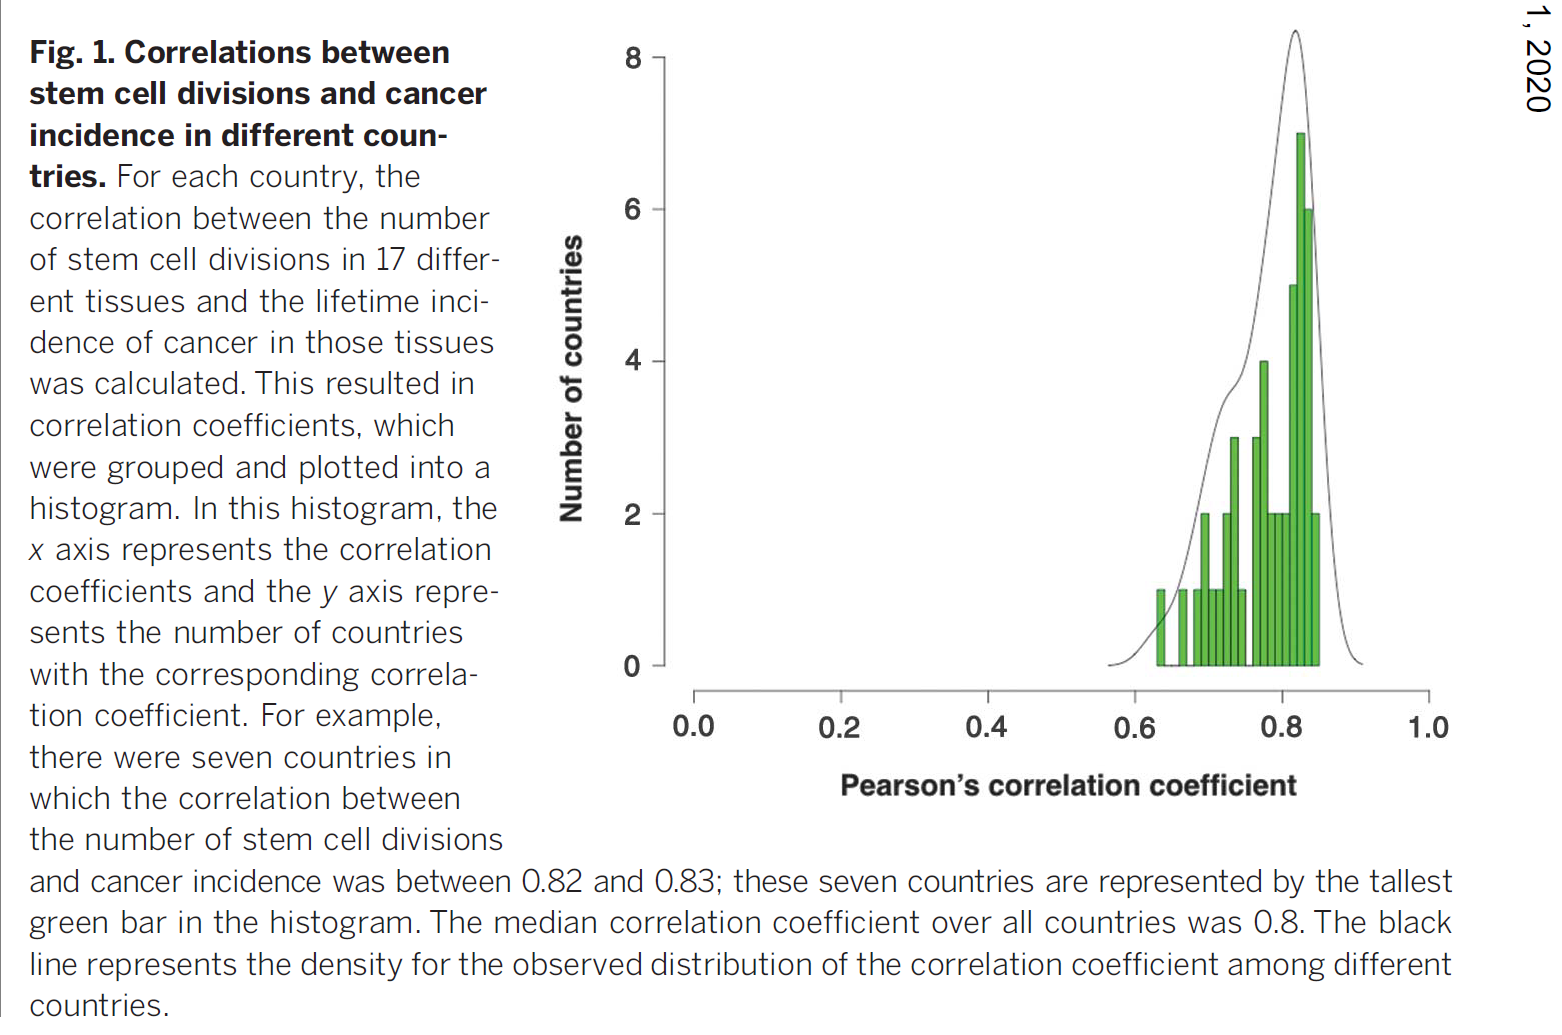 Fig. 1. Correlations between
stem cell divisions and cancer
incidence in different coun-
tries. For each country, the
correlation between the number
of stem cell divisions in 17 differ-
ent tissues and the lifetime inci-
dence of cancer in those tissues
was calculated. This resulted in
correlation coefficients, which
were grouped and plotted into a
histogram. In this histogram, the
x axis represents the correlation
coefficients and the y axis repre-
sents the number of countries
with the corresponding correla-
tion coefficient. For example,
there were seven countries in
which the correlation between
the number of stem cell divisions
and cancer incidence was between 0.82 and 0.83; these seven countries are represented by the tallest
green bar in the histogram. The median correlation coefficient over all countries was 0.8. The black
line represents the density for the observed distribution of the correlation coefficient among different
countries.
Number of countries
8
6
4
2
0
0.0 0.2 0.4 0.6 0.8 1.0
Pearson's correlation coefficient
1, 2020